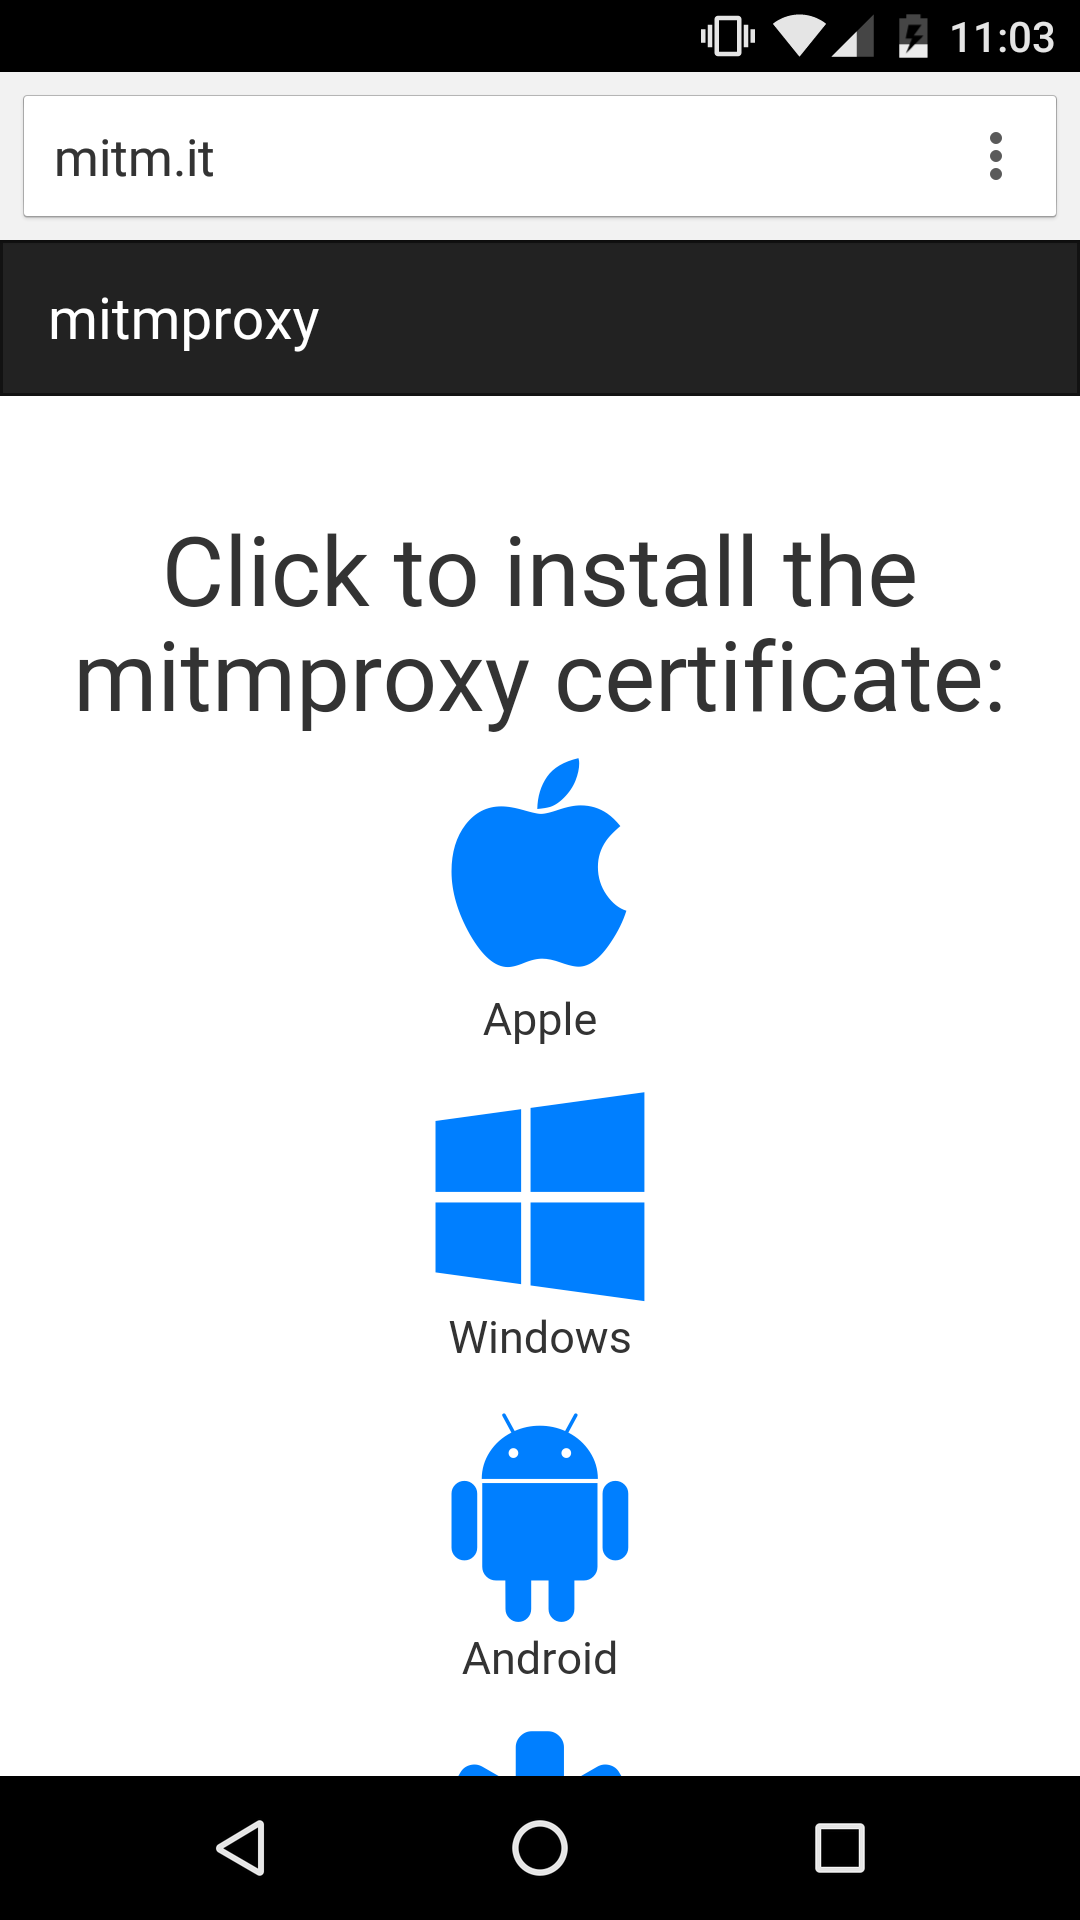 11:03
mitm.it
mitmproxy
Click to install the
mitmproxy certificate:
Apple
Windows
Android